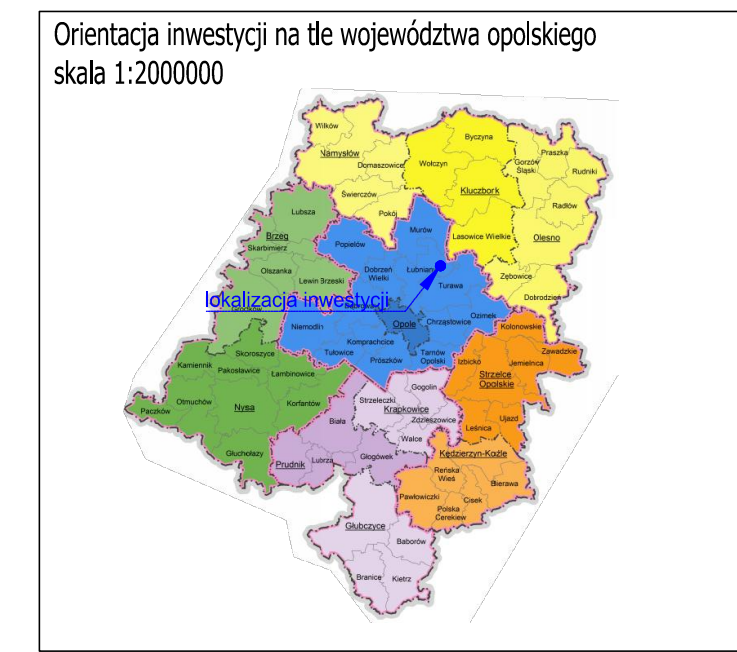 Orientacja inwestycji na tle województwa opolskiego
skala 1:2000000
Wilków
Namysłów
Domaszowice
Świerczów
Pokój
Byczyna
Wołczyn
Kluczbork
Lasowice Wielkie
Gorzów
Śląski
Praszka
Rudniki
Radłów
Olesno
Zębowice
Dobrodzień
Lubsza
Brzeg
Skarbimierz
Olszanka
Lewin Brzeski
Grodków
Murów
Popielów
Dobrzeń
Wielki
Łubniany
Turawa
lokalizacja inwestycji
Dąbrowa
Opole
Chrząstowice
Ozimek
Niemodlin
Komprachcice
Tułowice
Prószków
Tarnów
Opolski
Kolonowskie
Zawadzkie
Izbicko
Jemielnica
Strzelce
Opolskie
Ujazd
Leśnica
Skoroszyce
Kamiennik
Pakosławice
Łambinowice
Otmuchów
Nysa
Korfantów
Paczków
Głuchołazy
Gogolin
Strzeleczki
Krapkowice
Zdzieszowice
Walce
Biała
Prudnik
Lubrza
Głogówek
Kędzierzyn-Koźle
Reńska
Wieś
Bierawa
Pawłowiczki
Cisek
Polska
Cerekiew
Głubczyce
Baborów
Branice
Kietrz